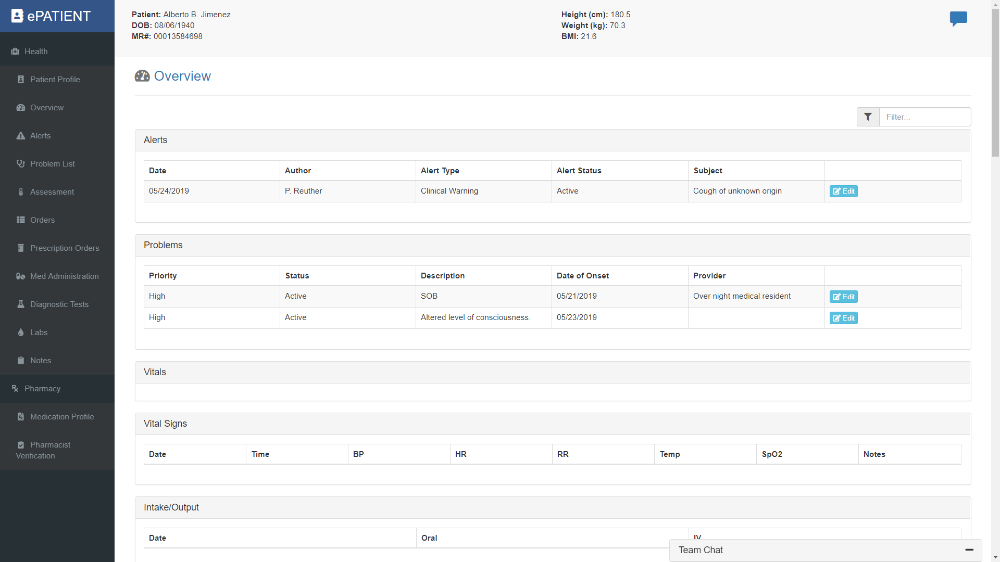 ePATIENT
Patient: Alberto B. Jimenez
DOB: 08/06/1940
MR#: 00013584698
Height (cm): 180.5
Weight (kg): 70.3
BMI: 21.6
Health
Patient Profile
Overview
Alerts
Problem List
Assessment
Orders
Prescription Orders
Med Administration
Diagnostic Tests
Labs
Notes
Pharmacy
Medication Profile
Pharmacist
Verification
Overview
Filter...
Alerts
Date Author Alert Type Alert Status Subject
05/24/2019 P. Reuther Clinical Warning Active Cough of unknown origin Edit
Problems
Priority Status Description Date of Onset Provider
High Active SOB 05/21/2019 Over night medical resident Edit
High Active Altered level of consciousness. 05/23/2019 Edit
Vitals
Vital Signs
Date Time BP HR RR Temp SpO2 Notes
Intake/Output
Date Oral IV
Team Chat